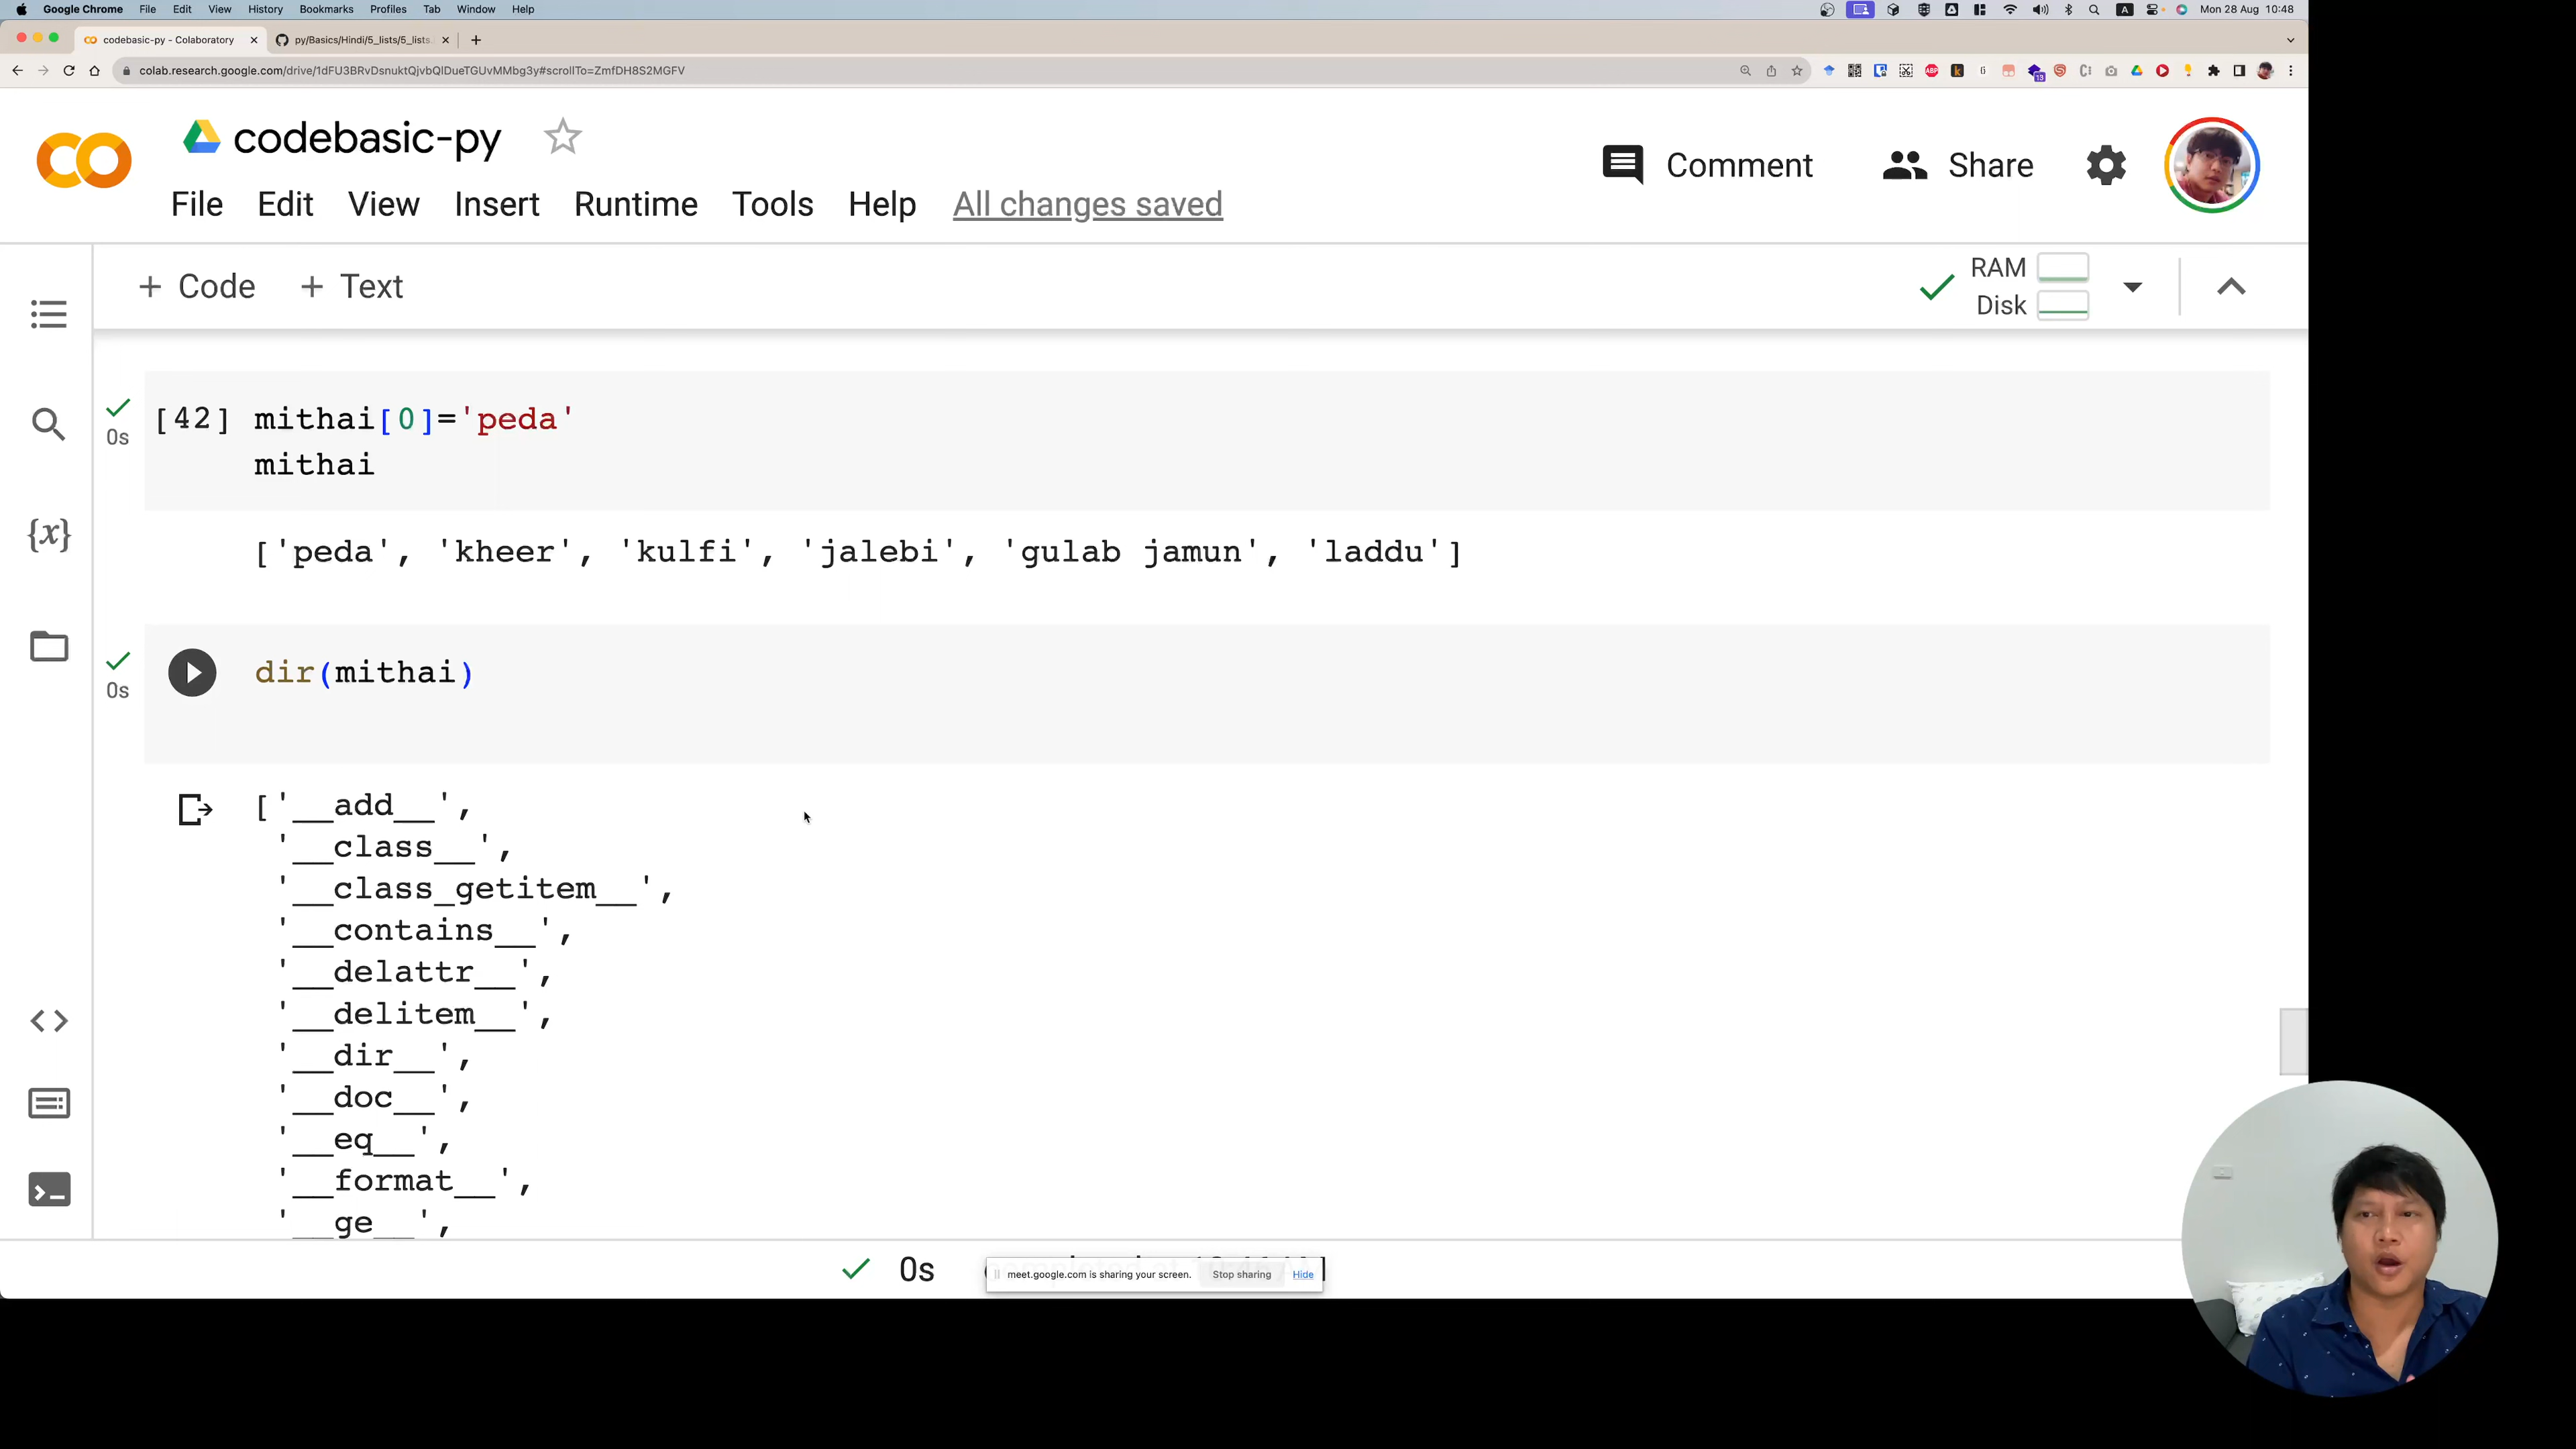 Google Chrome File Edit View History Bookmarks Profiles Tab Window Help A Mon 28 Aug 10:48
codebasic-py - Colaboratory py/Basics/Hindi/5_lists/5_lists.
colab.research.google.com/drive/1dFU3BRvDsnuktQjvbQIDueTGUvMMbg3y#scrollTo=ZmfDH8S2MGFV ABP k 13
codebasic-py
Comment Share
File Edit View Insert Runtime Tools Help All changes saved
+ Code + Text
RAM
Disk
[42] mithai[0]='peda'
0s
mithai
{x}
['peda', 'kheer', 'kulfi', 'jalebi', 'gulab jamun', 'laddu']
dir(mithai)
0s
['__add__',
'__class__',
'__class_getitem__',
'__contains__',
'__delattr__',
'__delitem__',
'__dir__',
'__doc__',
'__eq__',
'__format__',
'__ge__',
0s
meet.google.com is sharing your screen. Stop sharing Hide